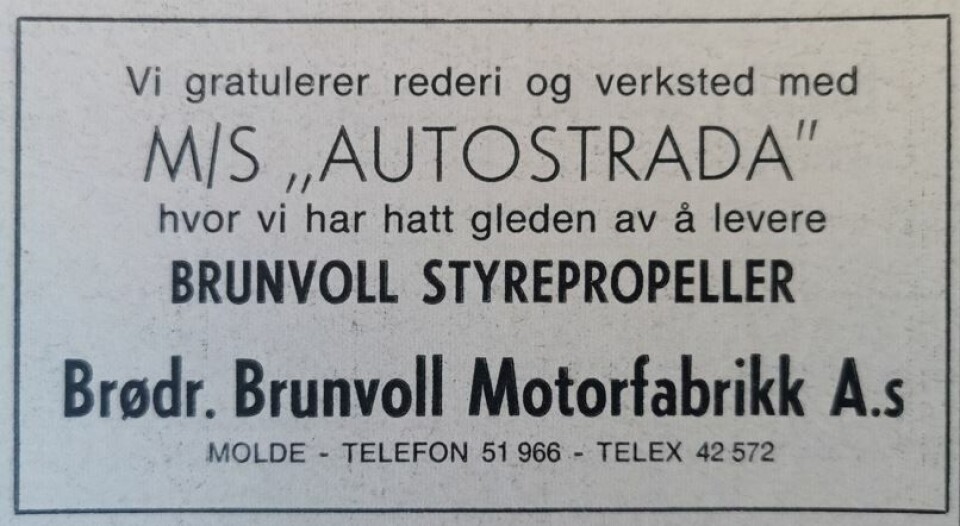 Vi gratulerer rederi og verksted med
M/S „AUTOSTRADA"
hvor vi har hatt gleden av å levere
BRUNVOLL STYREPROPELLER
Brødr. Brunvoll Motorfabrikk A.s
MOLDE - TELEFON 51 966 - TELEX 42 572